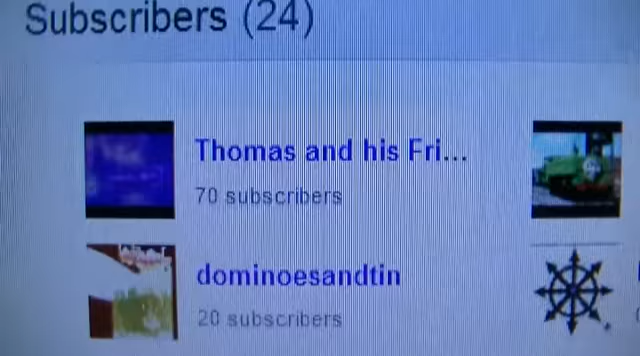 Subscribers (24)
Thomas and his Fri...
70 subscribers
dominoesandtin
20 subscribers